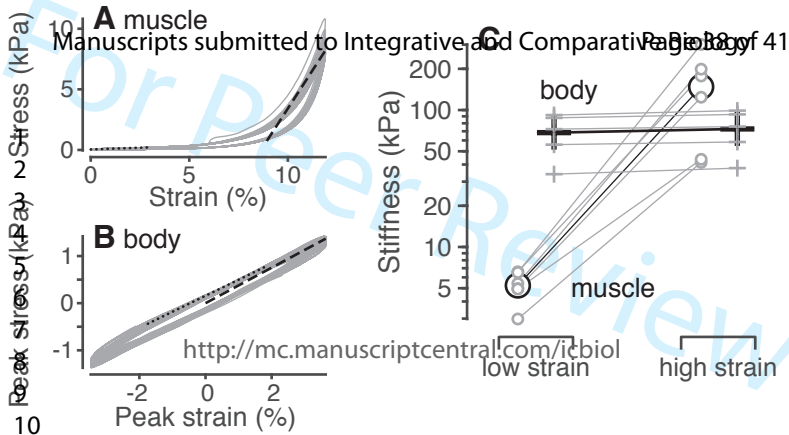 Manuscripts submitted to Integrative and Comparative Biology
Page 38 of 41
For Peer Review
A muscle
Stress (kPa)
10
5
0
0
5
10
Strain (%)
B body
Peak stress (kPa)
1
0
-1
-2
0
2
Peak strain (%)
C
Stiffness (kPa)
200
100
50
20
10
5
body
muscle
low strain
high strain
http://mc.manuscriptcentral.com/icbiol
1
2
3
4
5
6
7
8
9
10